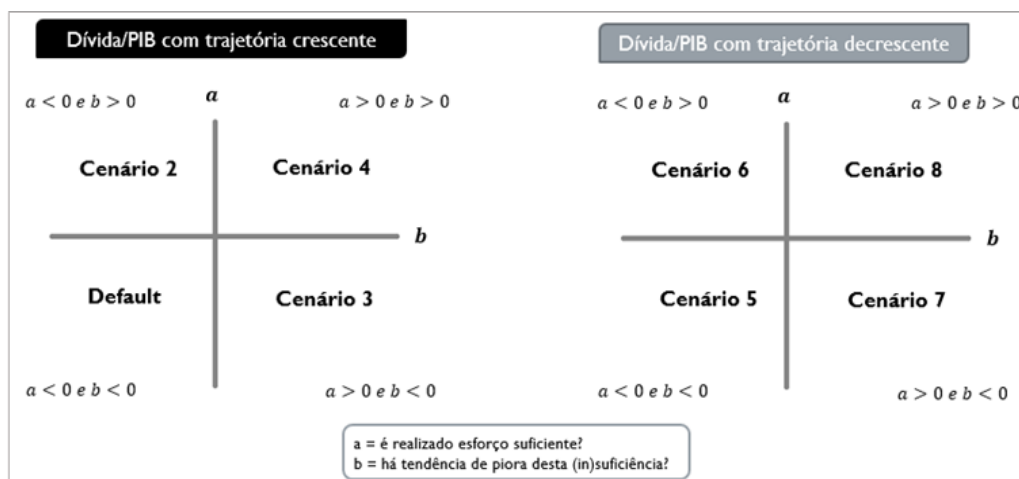 Dívida/PIB com trajetória crescente
a < 0 e b > 0
a
a > 0 e b > 0
Cenário 2
Cenário 4
b
Default
Cenário 3
a < 0 e b < 0
a > 0 e b < 0
Dívida/PIB com trajetória decrescente
a < 0 e b > 0
a
a > 0 e b > 0
Cenário 6
Cenário 8
b
Cenário 5
Cenário 7
a < 0 e b < 0
a > 0 e b < 0
a = é realizado esforço suficiente?
b = há tendência de piora desta (in)suficiência?